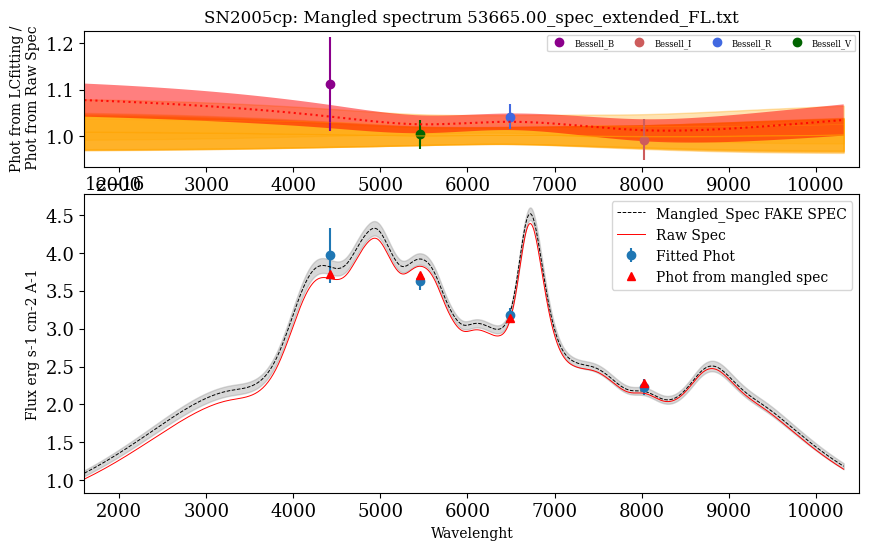 SN2005cp: Mangled spectrum 53665.00_spec_extended_FL.txt
Phot from LCfitting /
Phot from Raw Spec
1.2
1.1
1.0
Bessell_B
Bessell_I
Bessell_R
Bessell_V
2000 3000 4000 5000 6000 7000 8000 9000 10000
1e−16
Flux erg s-1 cm-2 A-1
4.5
4.0
3.5
3.0
2.5
2.0
1.5
1.0
Mangled_Spec FAKE SPEC
Raw Spec
Fitted Phot
Phot from mangled spec
2000 3000 4000 5000 6000 7000 8000 9000 10000
Wavelenght